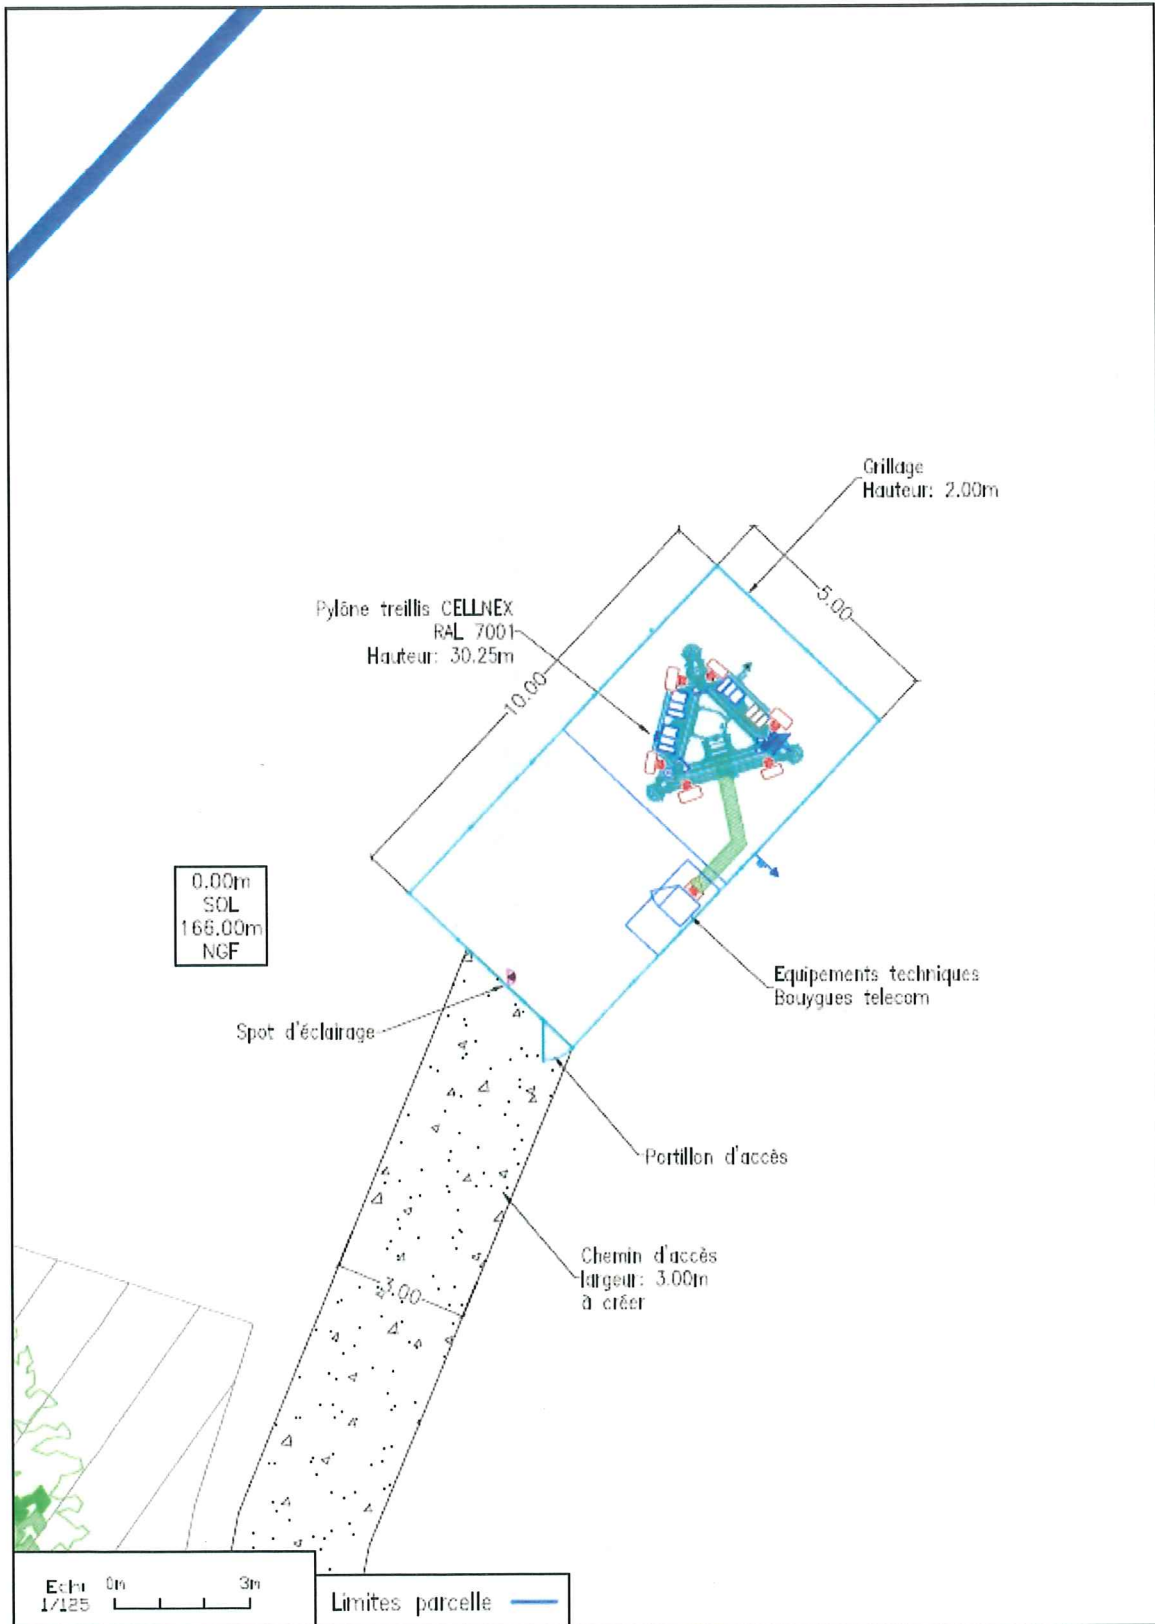 Grillage
Hauteur: 2.00m
5.00
Pylône treillis CELLNEX
RAL 7001
Hauteur: 30.25m
10.00
0.00m
SOL
166.00m
NGF
Equipements techniques
Bouygues telecom
Spot d'éclairage
Portillon d'accès
Chemin d'accès
largeur: 3.00m
à créer
3.00
Ech:
1/125
0m
3m
Limites parcelle